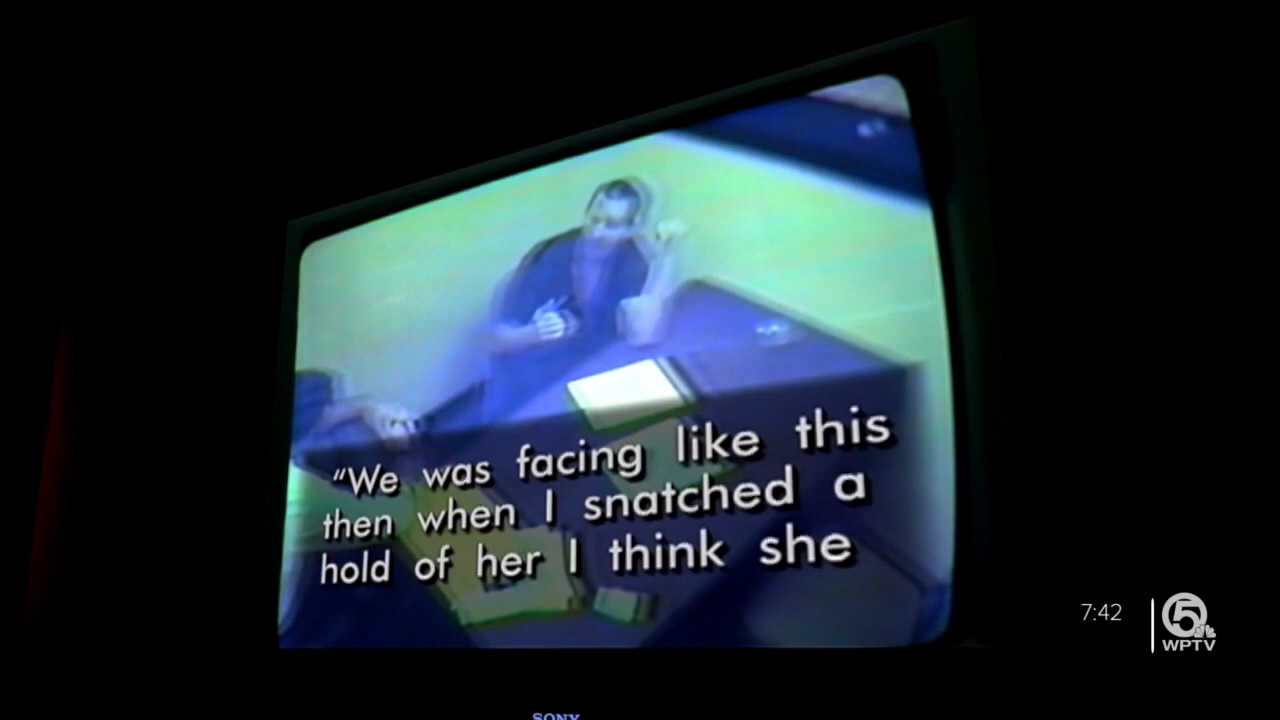 “We was facing like this
then when I snatched a
hold of her I think she
7:42
5
WPTV
SONY